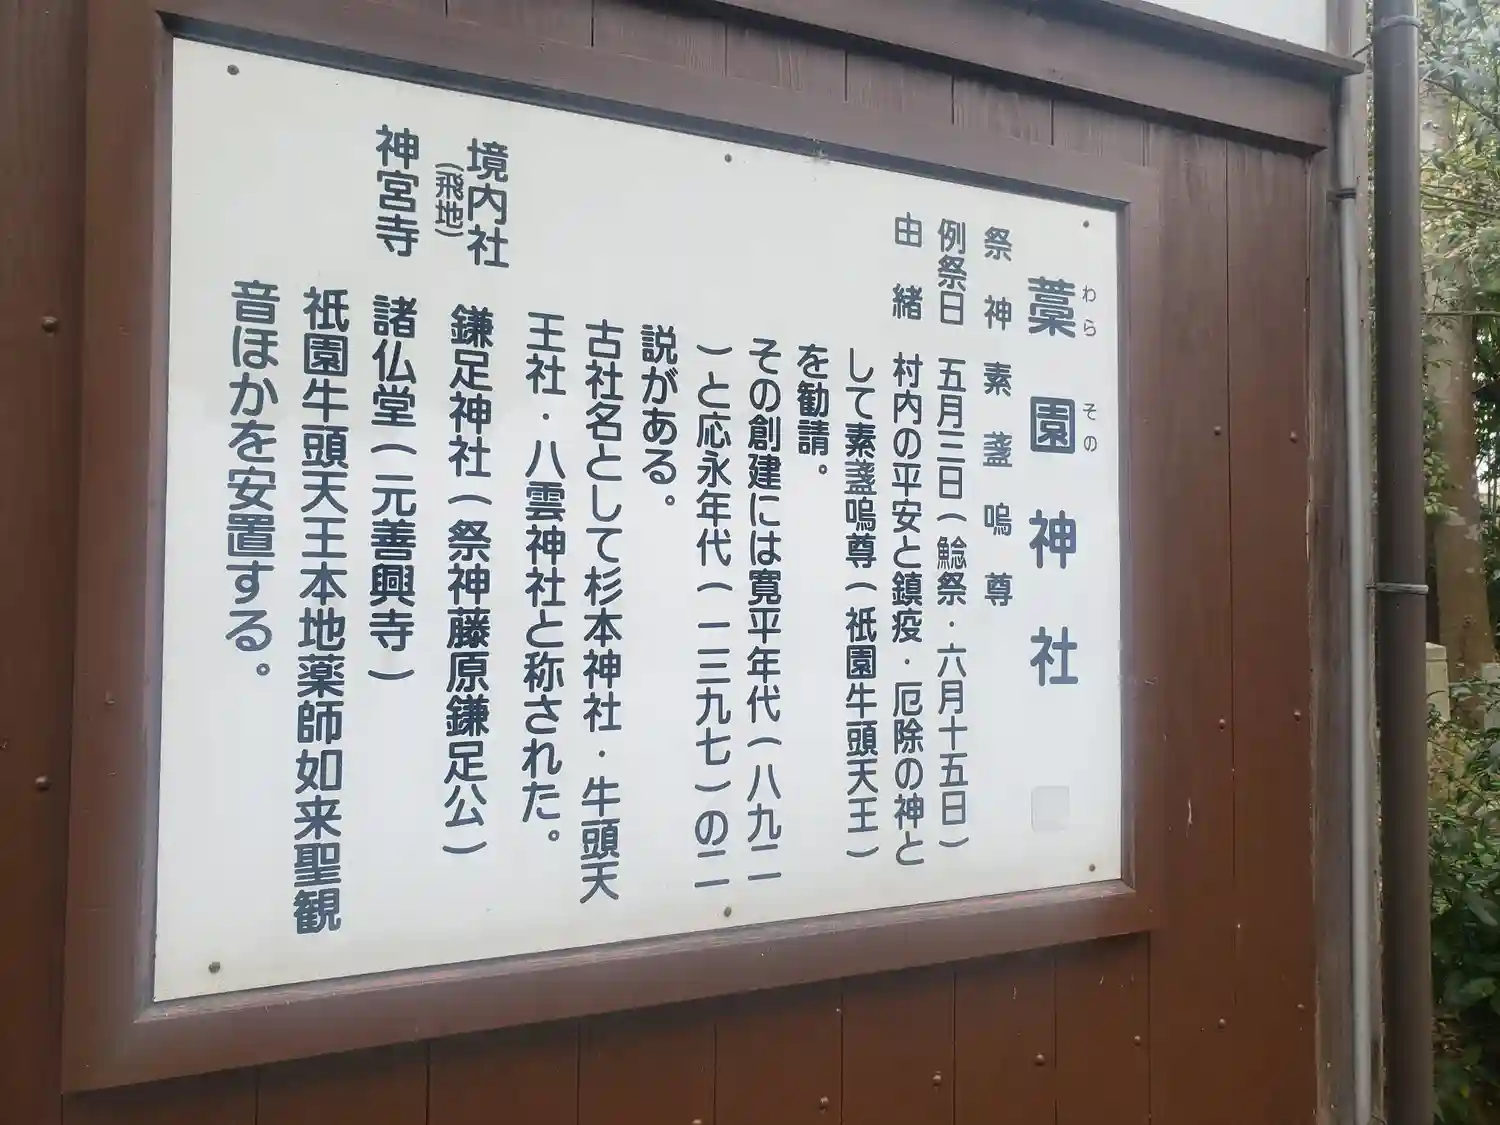 藁園神社
わら その
祭神 素盞嗚尊
例祭日 五月三日(鯰祭・六月十五日)
由緒 村内の平安と鎮疫・厄除の神と
して素盞嗚尊(祇園牛頭天王)
を勧請。
その創建には寛平年代(八九二
)と応永年代(一三九七)の二
説がある。
古社名として杉本神社・牛頭天
王社・八雲神社と称された。
境内社 鎌足神社(祭神藤原鎌足公)
(飛地)
神宮寺 諸仏堂(元善興寺)
祇園牛頭天王本地薬師如来聖観
音ほかを安置する。